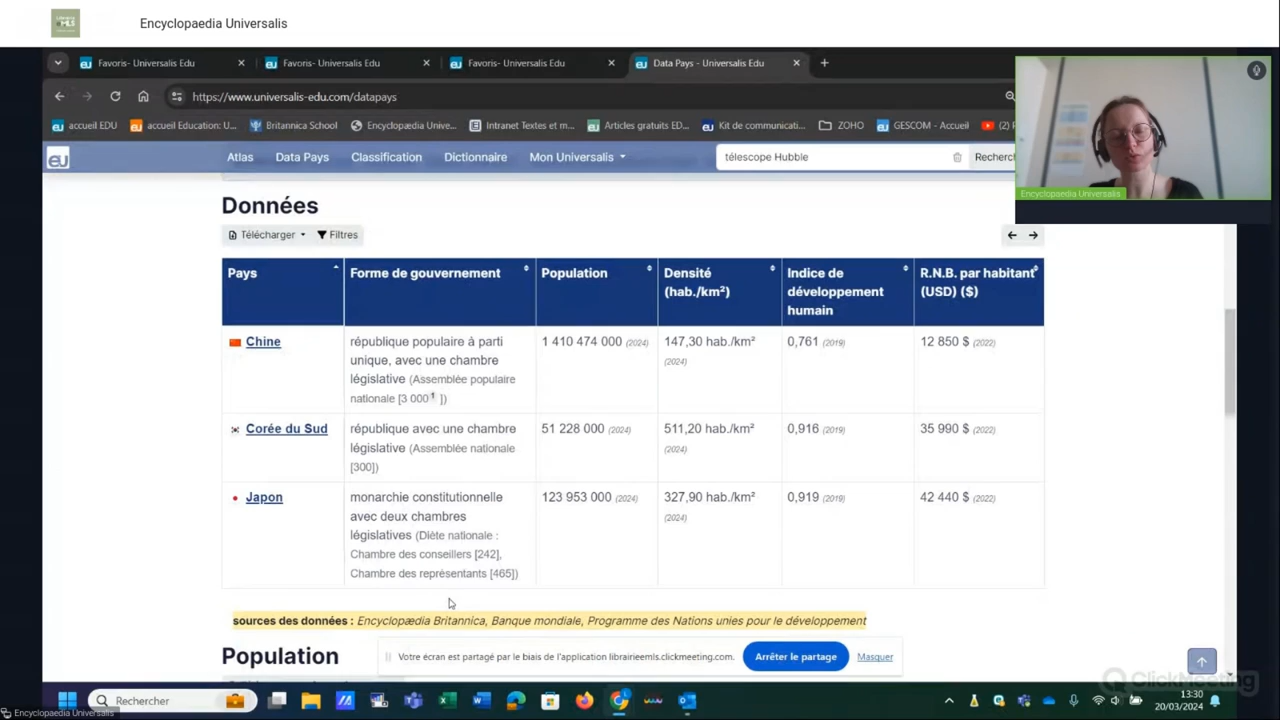 Encyclopaedia Universalis
Favoris- Universalis Edu
Favoris- Universalis Edu
Favoris- Universalis Edu
Data Pays - Universalis Edu
https://www.universalis-edu.com/datapays
accueil EDU
accueil Education: U...
Britannica School
Encyclopædia Unive...
Intranet Textes et m...
Articles gratuits ED...
Kit de communicati...
ZOHO
GESCOM - Accueil
eu
Atlas
Data Pays
Classification
Dictionnaire
Mon Universalis
télescope Hubble
Recherc
Encyclopaedia Universalis
Données
Télécharger
Filtres
Pays
Forme de gouvernement
Population
Densité
(hab./km²)
Indice de
développement
humain
R.N.B. par habitant
(USD) ($)
Chine
république populaire à parti
unique, avec une chambre
législative (Assemblée populaire
nationale [3 000¹ ])
1 410 474 000 (2024)
147,30 hab./km²
(2024)
0,761 (2019)
12 850 $ (2022)
Corée du Sud
république avec une chambre
législative (Assemblée nationale
[300])
51 228 000 (2024)
511,20 hab./km²
(2024)
0,916 (2019)
35 990 $ (2022)
Japon
monarchie constitutionnelle
avec deux chambres
législatives (Diète nationale :
Chambre des conseillers [242],
Chambre des représentants [465])
123 953 000 (2024)
327,90 hab./km²
(2024)
0,919 (2019)
42 440 $ (2022)
sources des données : Encyclopædia Britannica, Banque mondiale, Programme des Nations unies pour le développement
Population
Votre écran est partagé par le biais de l'application librairieemls.clickmeeting.com.
Arrêter le partage
Masquer
ClickMeeting
Rechercher
13:30
20/03/2024
Encyclopaedia Universalis